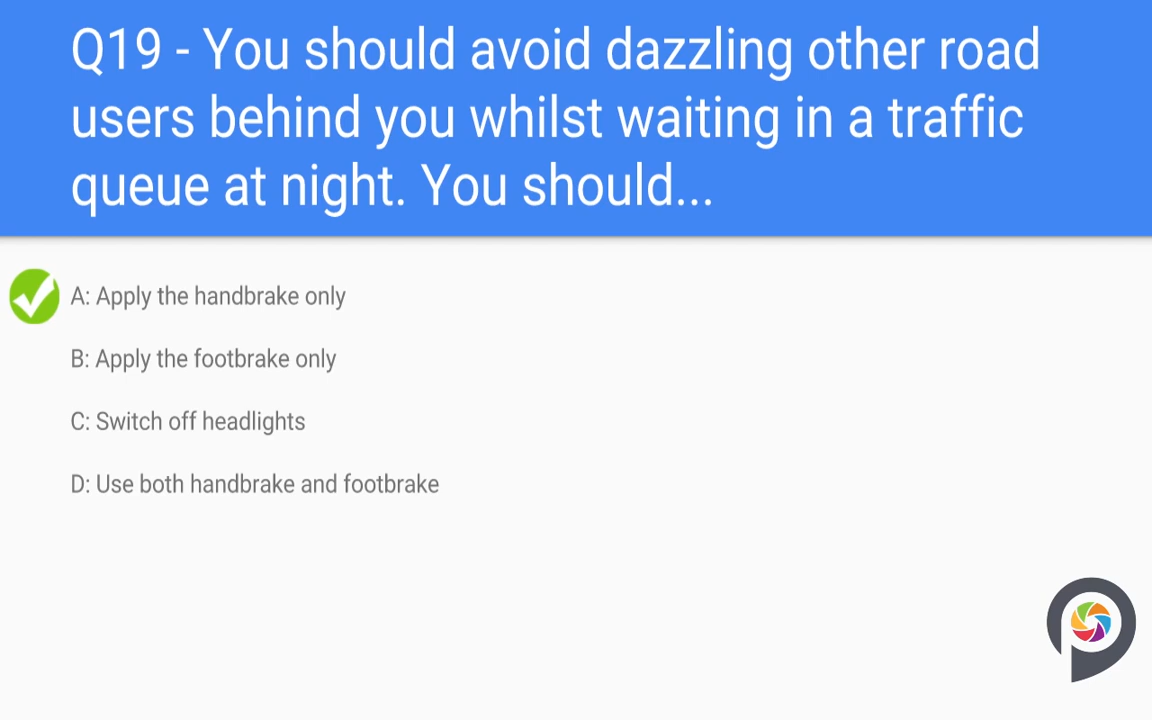 Q19 - You should avoid dazzling other road
users behind you whilst waiting in a traffic
queue at night. You should...
A: Apply the handbrake only
B: Apply the footbrake only
C: Switch off headlights
D: Use both handbrake and footbrake